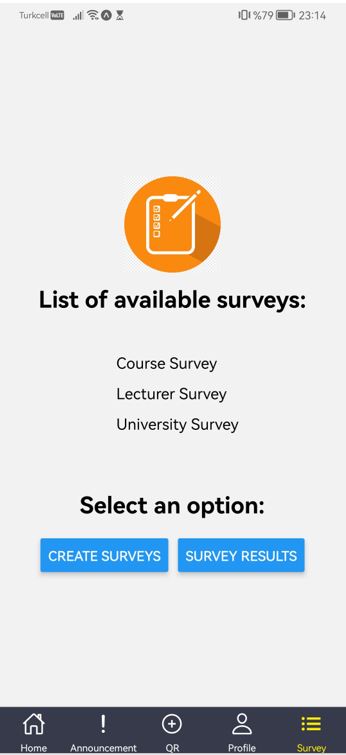 Turkcell VoLTE %79 23:14
List of available surveys:
Course Survey
Lecturer Survey
University Survey
Select an option:
CREATE SURVEYS SURVEY RESULTS
Home Announcement QR Profile Survey